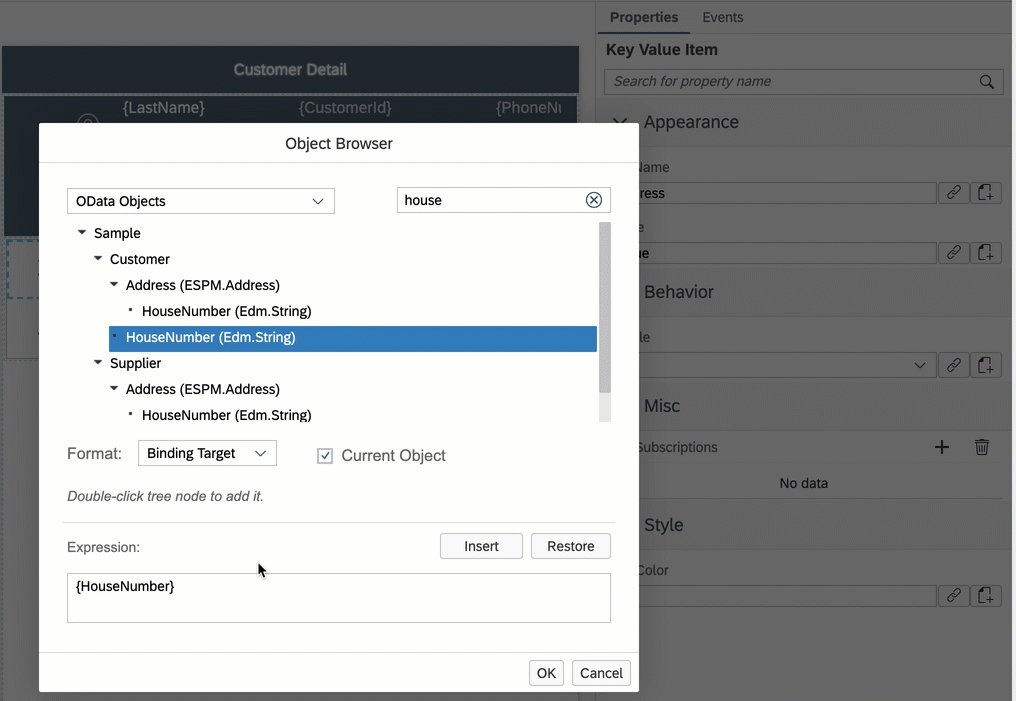 Properties Events
Key Value Item
Search for property name
Customer Detail
{LastName} {CustomerId} {PhoneNu
Appearance
Name
ress
e
ue
Behavior
le
Misc
Subscriptions
No data
Style
Color
Object Browser
OData Objects house
Sample
Customer
Address (ESPM.Address)
HouseNumber (Edm.String)
HouseNumber (Edm.String)
Supplier
Address (ESPM.Address)
HouseNumber (Edm.String)
Format: Binding Target Current Object
Double-click tree node to add it.
Expression: Insert Restore
{HouseNumber}
OK Cancel